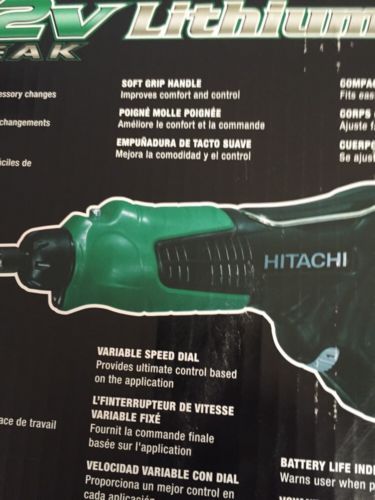 2v Lithium
EAK
essory changes
changements
áciles de
SOFT GRIP HANDLE
Improves comfort and control
POIGNÉ MOLLE POIGNÉE
Améliore le confort et la commande
EMPUÑADURA DE TACTO SUAVE
Mejora la comodidad y el control
COMPAC
Fits eas
CORPS
Ajuste f
CUERPO
Se ajust
HITACHI
VARIABLE SPEED DIAL
Provides ultimate control based
on the application
L'FINTERRUPTEUR DE VITESSE
VARIABLE FIXÉ
Fournit la commande finale
basée sur l'application
ace de travail
VELOCIDAD VARIABLE CON DIAL
Proporciona un mejor control en
cada aplicación
BATTERY LIFE INDI
Warns user when p